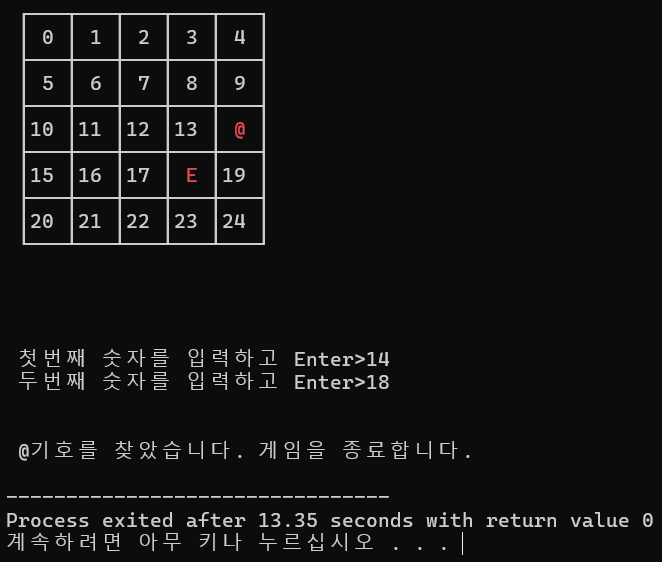 0 1 2 3 4
5 6 7 8 9
10 11 12 13 @
15 16 17 E 19
20 21 22 23 24
첫번째 숫자를 입력하고 Enter>14
두번째 숫자를 입력하고 Enter>18
@기호를 찾았습니다. 게임을 종료합니다.
--------------------------------
Process exited after 13.35 seconds with return value 0
계속하려면 아무 키나 누르십시오 . . .